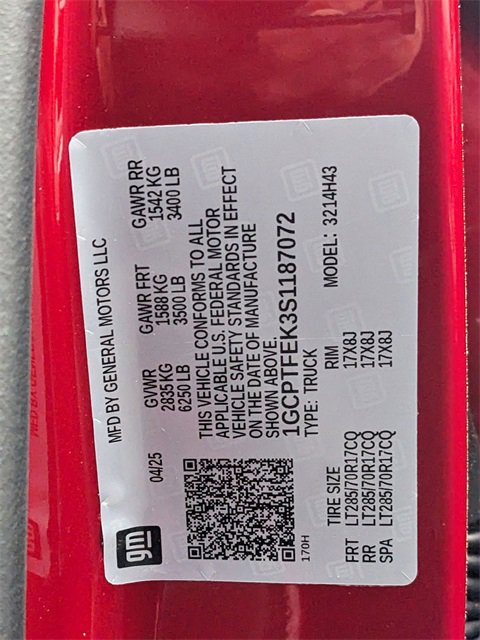 MFD BY GENERAL MOTORS LLC
gm
04/25
GVWR
2835 KG
6250 LB
GAWR FRT
1588 KG
3500 LB
GAWR RR
1542 KG
3400 LB
THIS VEHICLE CONFORMS TO ALL
APPLICABLE U.S. FEDERAL MOTOR
VEHICLE SAFETY STANDARDS IN EFFECT
ON THE DATE OF MANUFACTURE
SHOWN ABOVE.
1GCPTFEK3S1187072
TYPE: TRUCK
MODEL: 3214H43
170H
TIRE SIZE RIM
FRT LT285/70R17CQ 17X8J
RR LT285/70R17CQ 17X8J
SPA LT285/70R17CQ 17X8J